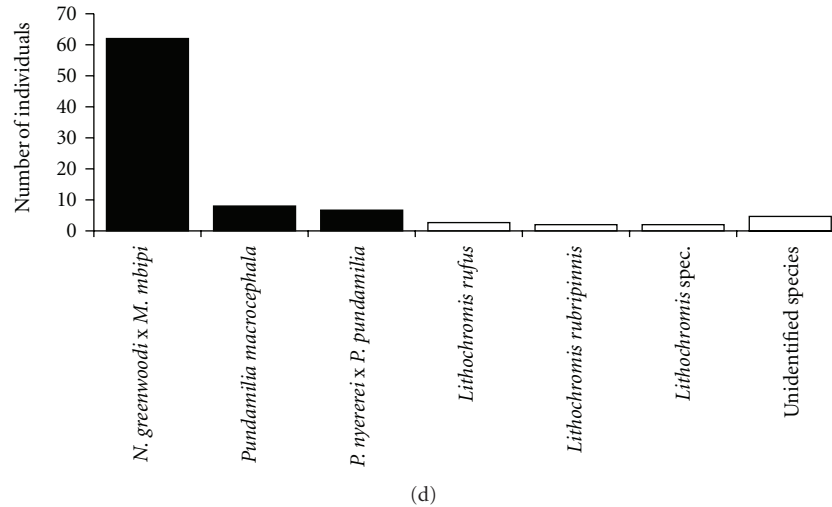 Number of individuals
70
60
50
40
30
20
10
0
N. greenwoodi x M. mbipi
Pundamilia macrocephala
P. nyererei x P. pundamilia
Lithochromis rufus
Lithochromis rubripinnis
Lithochromis spec.
Unidentified species
(d)